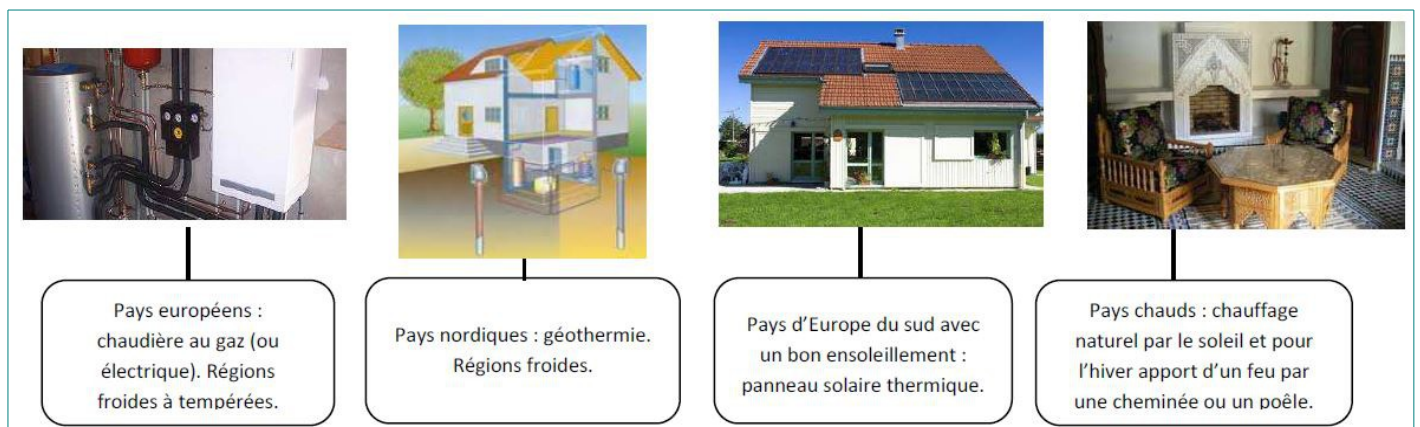 Pays européens :
chaudière au gaz (ou
électrique). Régions
froides à tempérées.
Pays nordiques : géothermie.
Régions froides.
Pays d’Europe du sud avec
un bon ensoleillement :
panneau solaire thermique.
Pays chauds : chauffage
naturel par le soleil et pour
l’hiver apport d’un feu par
une cheminée ou un poêle.